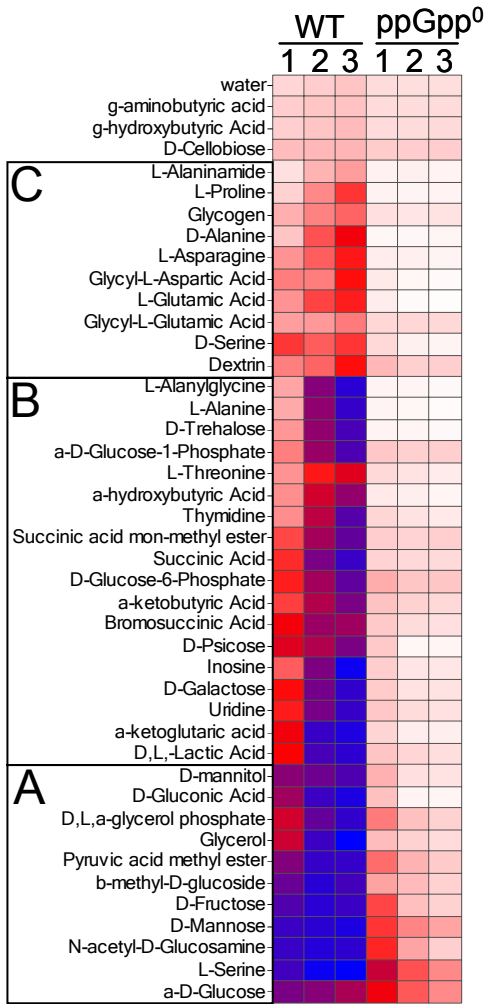 WT ppGpp⁰
1 2 3 1 2 3
water
g-aminobutyric acid
g-hydroxybutyric Acid
D-Cellobiose
C
L-Alaninamide
L-Proline
Glycogen
D-Alanine
L-Asparagine
Glycyl-L-Aspartic Acid
L-Glutamic Acid
Glycyl-L-Glutamic Acid
D-Serine
Dextrin
B
L-Alanylglycine
L-Alanine
D-Trehalose
a-D-Glucose-1-Phosphate
L-Threonine
a-hydroxybutyric Acid
Thymidine
Succinic acid mon-methyl ester
Succinic Acid
D-Glucose-6-Phosphate
a-ketobutyric Acid
Bromosuccinic Acid
D-Psicose
Inosine
D-Galactose
Uridine
a-ketoglutaric acid
D,L,-Lactic Acid
A
D-mannitol
D-Gluconic Acid
D,L,a-glycerol phosphate
Glycerol
Pyruvic acid methyl ester
b-methyl-D-glucoside
D-Fructose
D-Mannose
N-acetyl-D-Glucosamine
L-Serine
a-D-Glucose